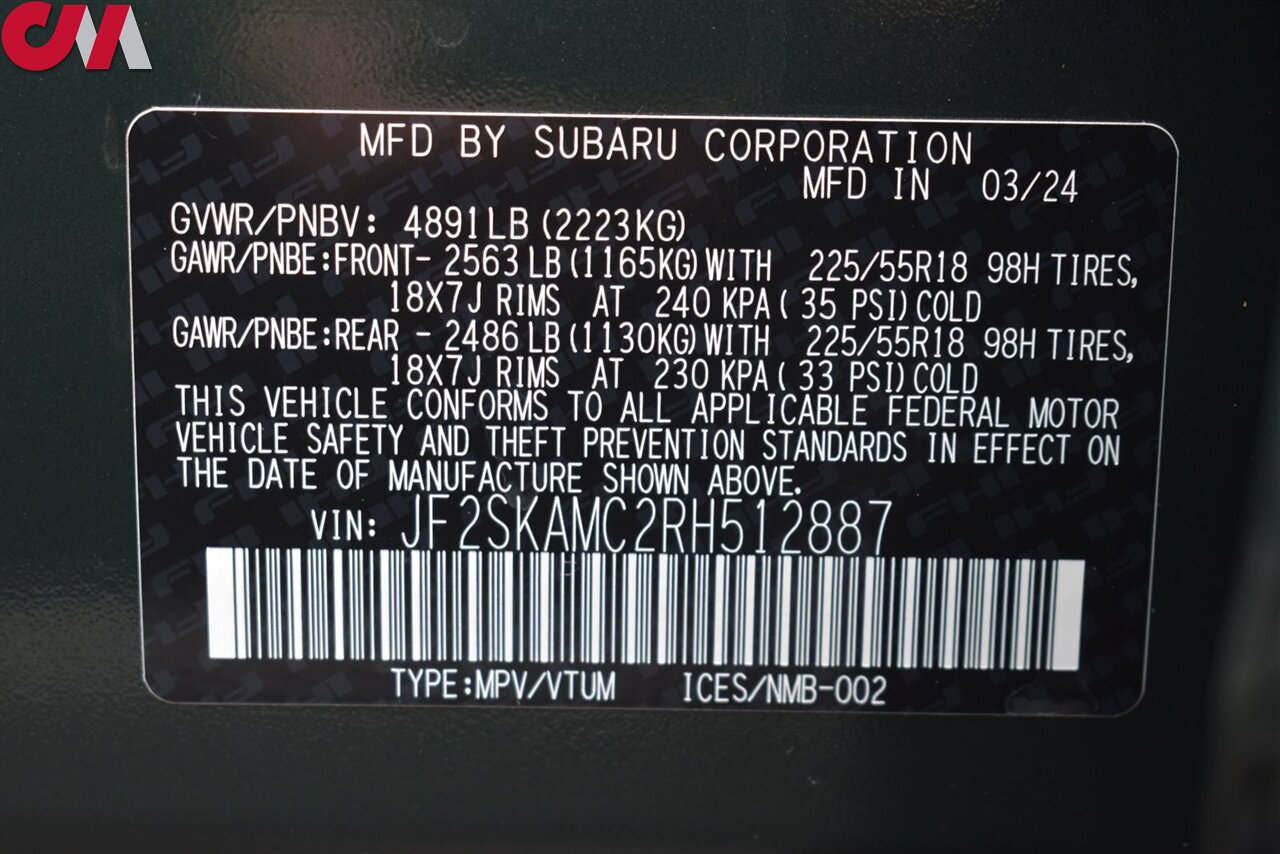 CM
MFD BY SUBARU CORPORATION
MFD IN 03/24
GVWR/PNBV: 4891LB (2223KG)
GAWR/PNBE:FRONT- 2563LB(1165KG)WITH 225/55R18 98H TIRES,
18X7J RIMS AT 240 KPA( 35 PSI)COLD
GAWR/PNBE:REAR - 2486LB(1130KG)WITH 225/55R18 98H TIRES,
18X7J RIMS AT 230 KPA( 33 PSI)COLD
THIS VEHICLE CONFORMS TO ALL APPLICABLE FEDERAL MOTOR
VEHICLE SAFETY AND THEFT PREVENTION STANDARDS IN EFFECT ON
THE DATE OF MANUFACTURE SHOWN ABOVE.
VIN: JF2SKAMC2RH512887
TYPE:MPV/VTUM ICES/NMB-002